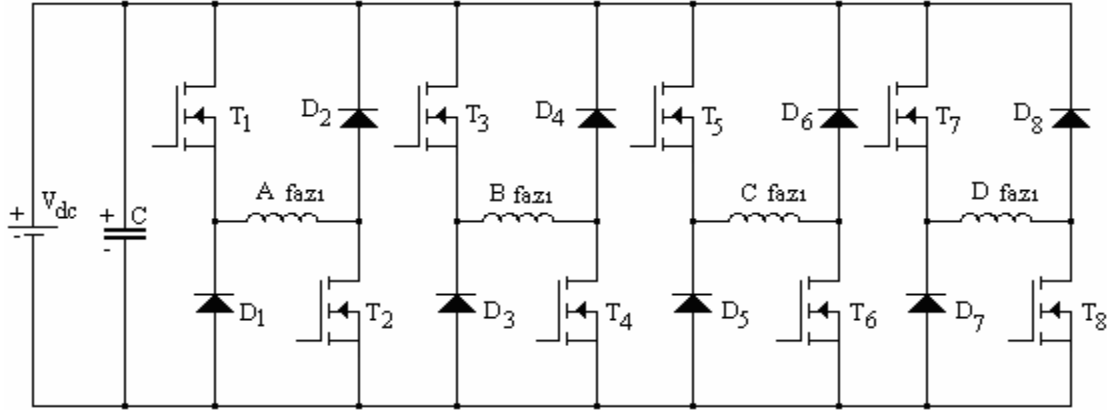 T1
D2
T3
D4
T5
D6
T7
D8
+
Vdc
-
+
C
-
A fazı
B fazı
C fazı
D fazı
D1
T2
D3
T4
D5
T6
D7
T8